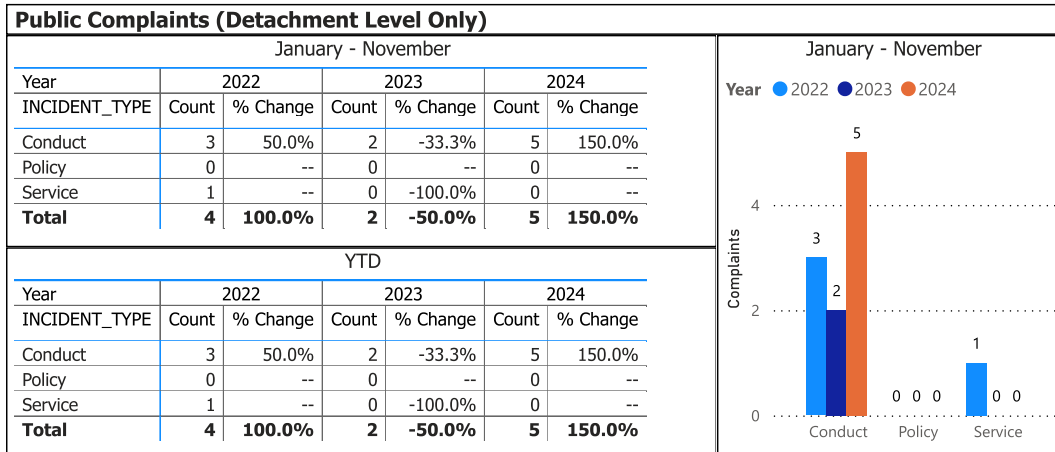 Public Complaints (Detachment Level Only)
January - November
Year 2022 2023 2024
INCIDENT_TYPE Count % Change Count % Change Count % Change
Conduct 3 50.0% 2 -33.3% 5 150.0%
Policy 0 -- 0 -- 0 --
Service 1 -- 0 -100.0% 0 --
Total 4 100.0% 2 -50.0% 5 150.0%
YTD
Year 2022 2023 2024
INCIDENT_TYPE Count % Change Count % Change Count % Change
Conduct 3 50.0% 2 -33.3% 5 150.0%
Policy 0 -- 0 -- 0 --
Service 1 -- 0 -100.0% 0 --
Total 4 100.0% 2 -50.0% 5 150.0%
January - November
Year 2022 2023 2024
Complaints
4
2
0
3
2
5
0 0 0
1 0 0
Conduct Policy Service